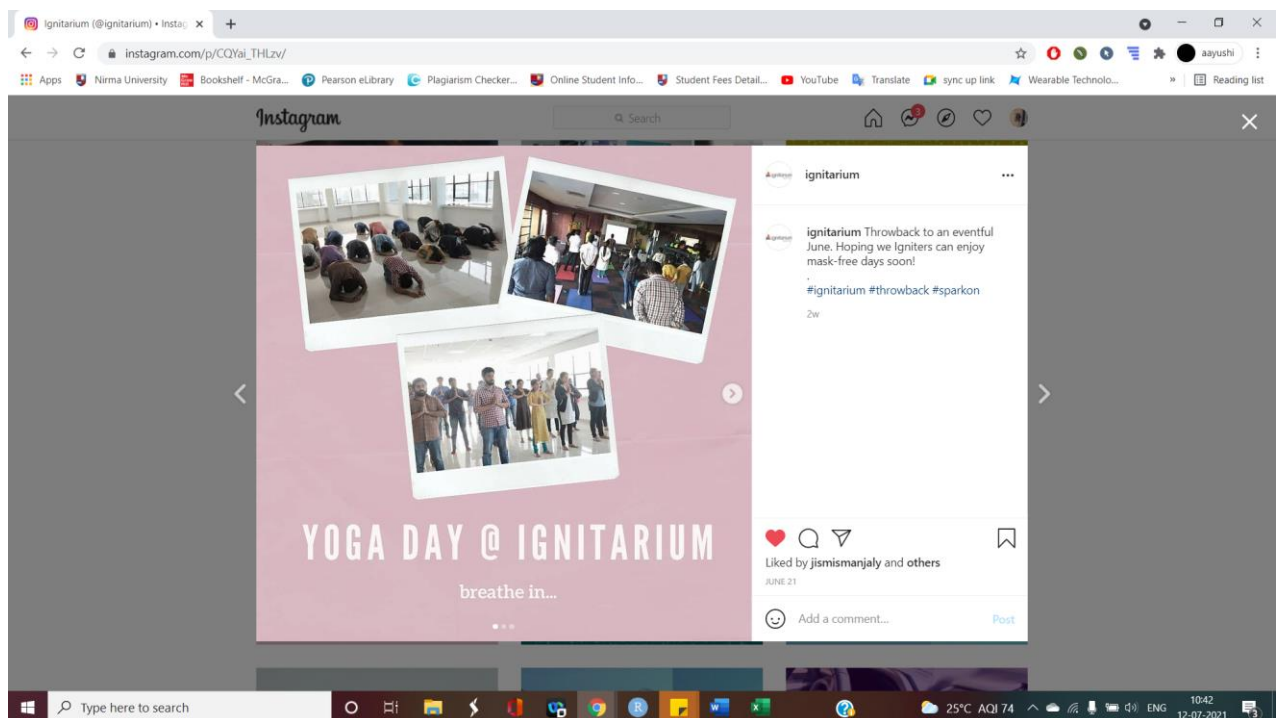 Ignitarium (@ignitarium) • Instag
instagram.com/p/CQYai_THLzv/
aayushi
Apps
Nirma University
Bookshelf - McGra...
Pearson eLibrary
Plagiarism Checker...
Online Student Info...
Student Fees Detail...
YouTube
Translate
sync up link
Wearable Technolo...
»
Reading list
Instagram
Search
3
ignitarium
ignitarium Throwback to an eventful
June. Hoping we Igniters can enjoy
mask-free days soon!
.
#ignitarium #throwback #sparkon
2w
YOGA DAY @ IGNITARIUM
breathe in...
Liked by jismismanjaly and others
JUNE 21
Add a comment...
Post
Type here to search
25°C AQI 74
ENG
10:42
12-07-2021
3